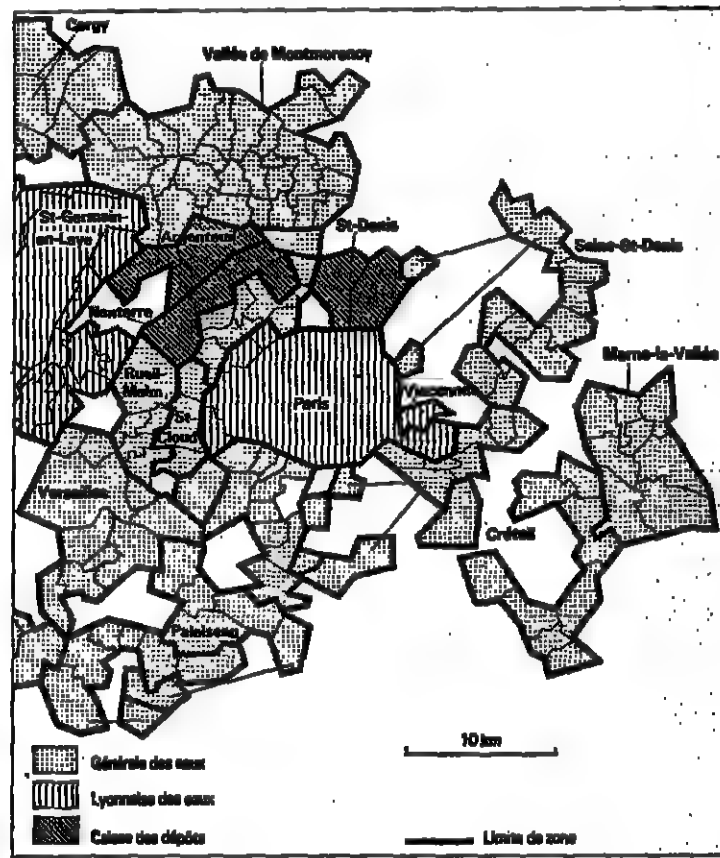 Cergy
Vallée de Montmorency
St-Germain-
en-Laye
Argenteuil
St-Denis
Seine-St-Denis
Nanterre
Marne-la-Vallée
Rueil-
Malm.
Paris
Vincennes
St-
Cloud
Versailles
Créteil
Palaiseau
10 km
Générale des eaux
Lyonnaise des eaux
Caisse des dépôts
Limite de zone